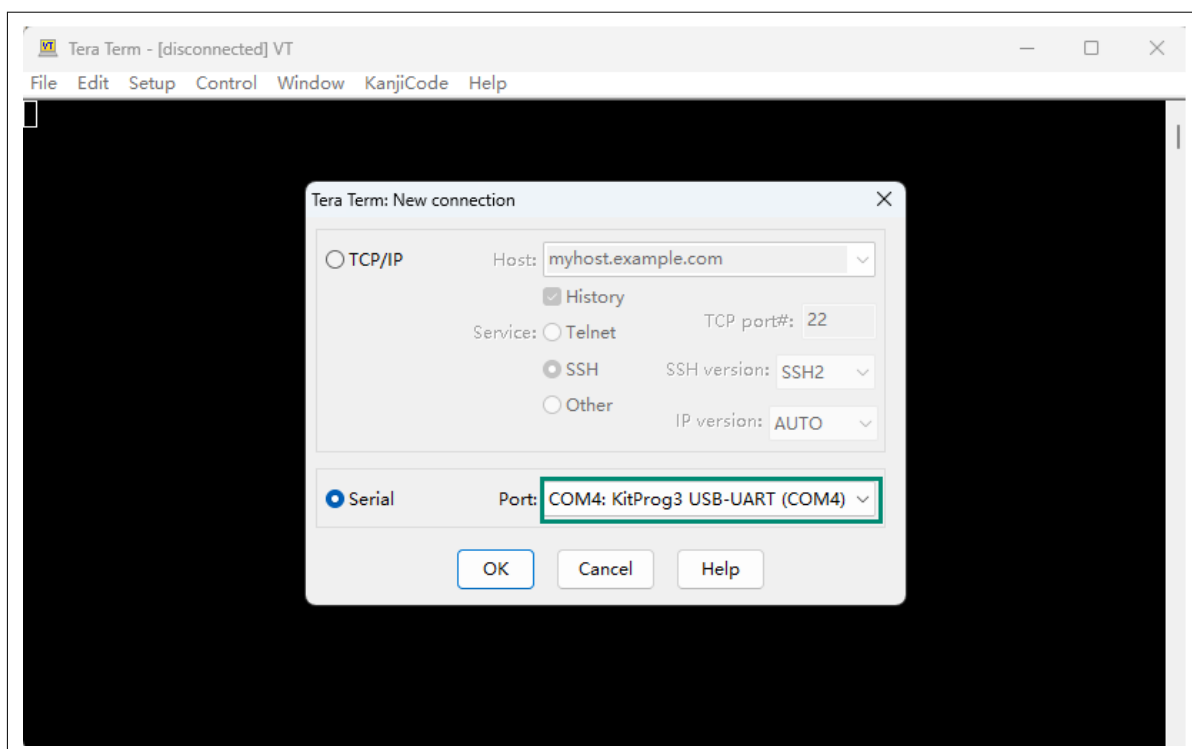 VT Tera Term - [disconnected] VT
File Edit Setup Control Window KanjiCode Help
Tera Term: New connection
TCP/IP Host: myhost.example.com
History
Service: Telnet TCP port#: 22
SSH SSH version: SSH2
Other IP version: AUTO
Serial Port: COM4: KitProg3 USB-UART (COM4)
OK Cancel Help